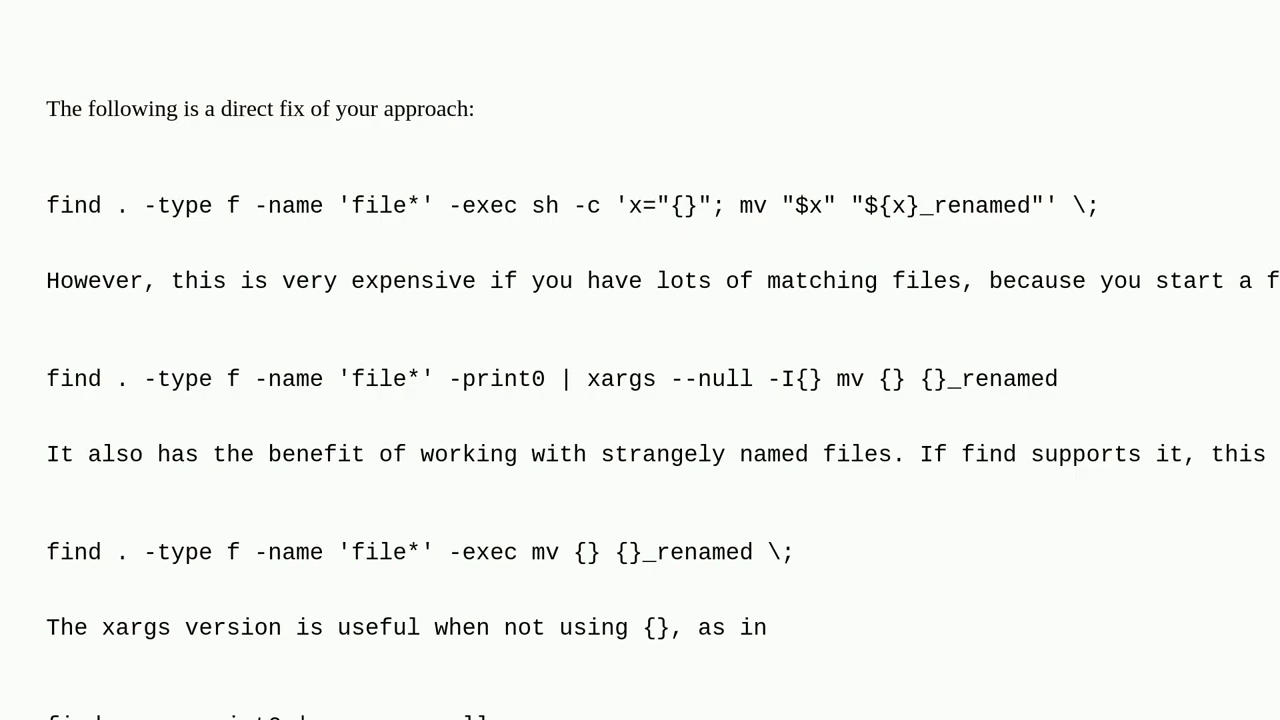 The following is a direct fix of your approach:
find . -type f -name 'file*' -exec sh -c 'x="{}"; mv "$x" "${x}_renamed"' \;
However, this is very expensive if you have lots of matching files, because you start a
find . -type f -name 'file*' -print0 | xargs --null -I{} mv {} {}_renamed
It also has the benefit of working with strangely named files. If find supports it, this
find . -type f -name 'file*' -exec mv {} {}_renamed \;
The xargs version is useful when not using {}, as in